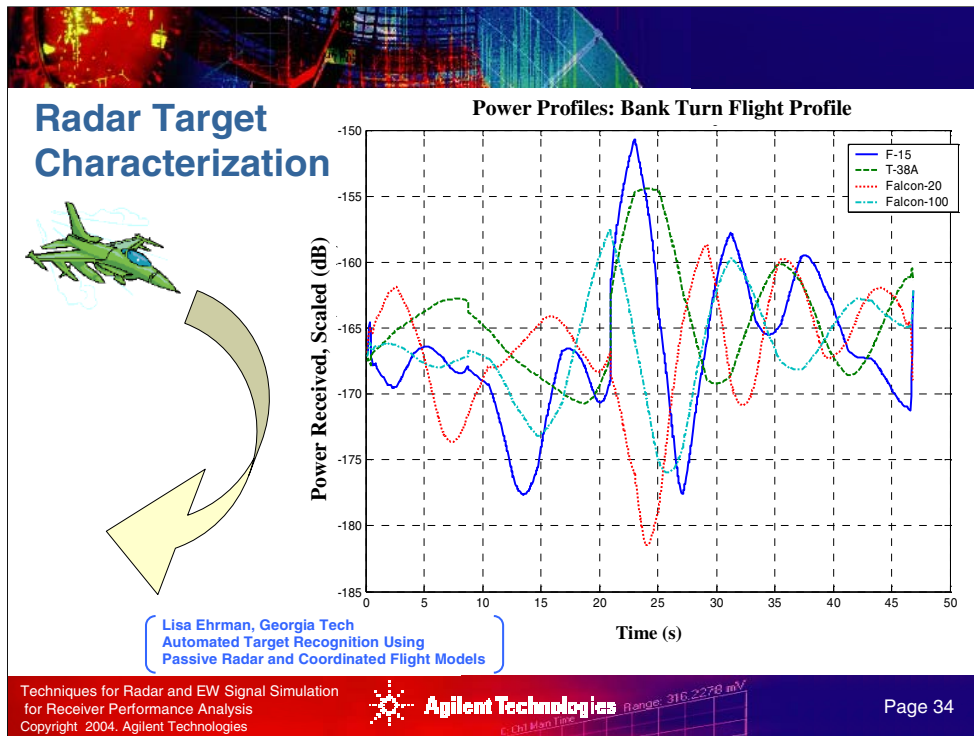 Radar Target
Characterization
Power Profiles: Bank Turn Flight Profile
-150
-155
-160
-165
-170
-175
-180
-185
Power Received, Scaled (dB)
F-15
T-38A
Falcon-20
Falcon-100
0 5 10 15 20 25 30 35 40 45 50
Time (s)
Lisa Ehrman, Georgia Tech
Automated Target Recognition Using
Passive Radar and Coordinated Flight Models
Techniques for Radar and EW Signal Simulation
for Receiver Performance Analysis
Copyright 2004. Agilent Technologies
Agilent Technologies
Range: 316.2278 mV
C: Ch1 Man Time
Page 34